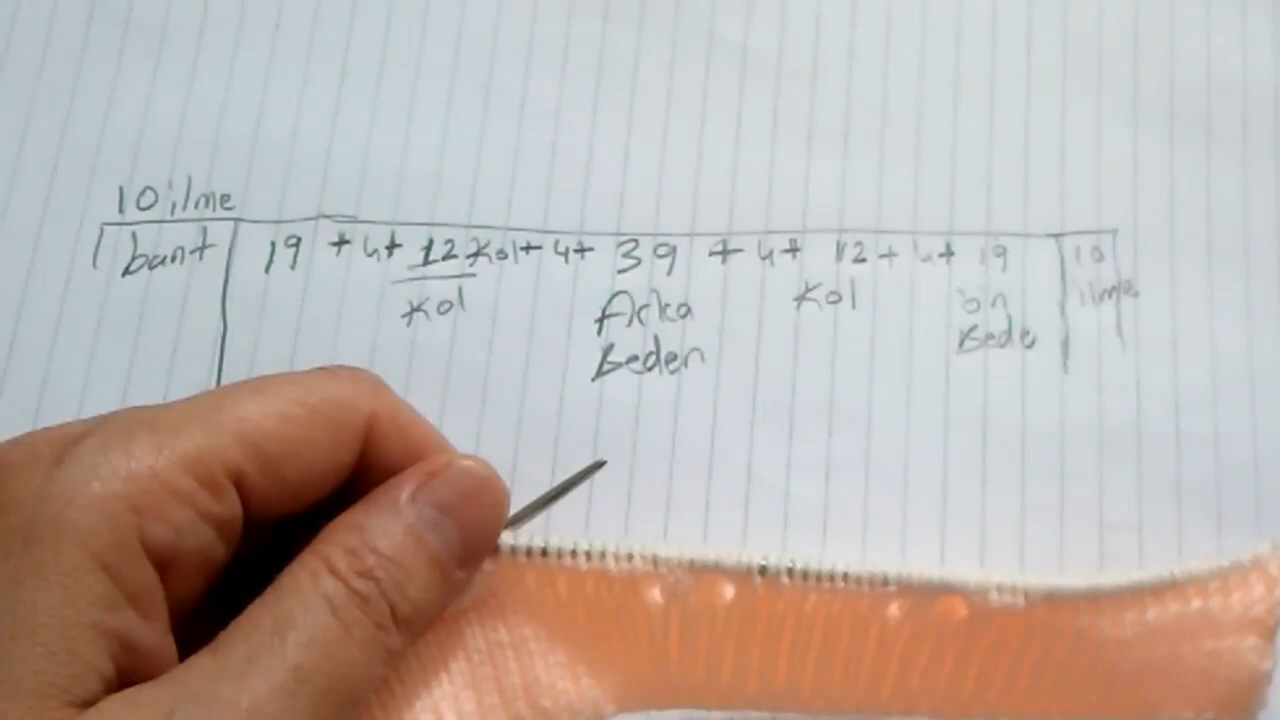 10 ilme
bant 19 + 4 + 12 Kol + 4 + 39 + 4 + 12 + 4 + 19 10
Kol Arka Kol ön ilme
Beden Bede